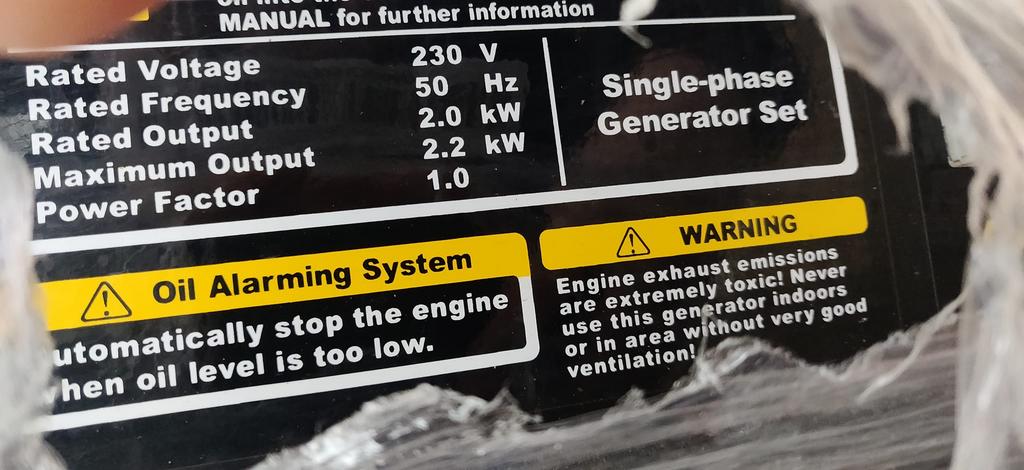 MANUAL for further information
Rated Voltage 230 V
Rated Frequency 50 Hz
Rated Output 2.0 kW
Maximum Output 2.2 kW
Power Factor 1.0
Single-phase
Generator Set
Oil Alarming System
utomatically stop the engine
hen oil level is too low.
WARNING
Engine exhaust emissions
are extremely toxic! Never
use this generator indoors
or in area without very good
ventilation!